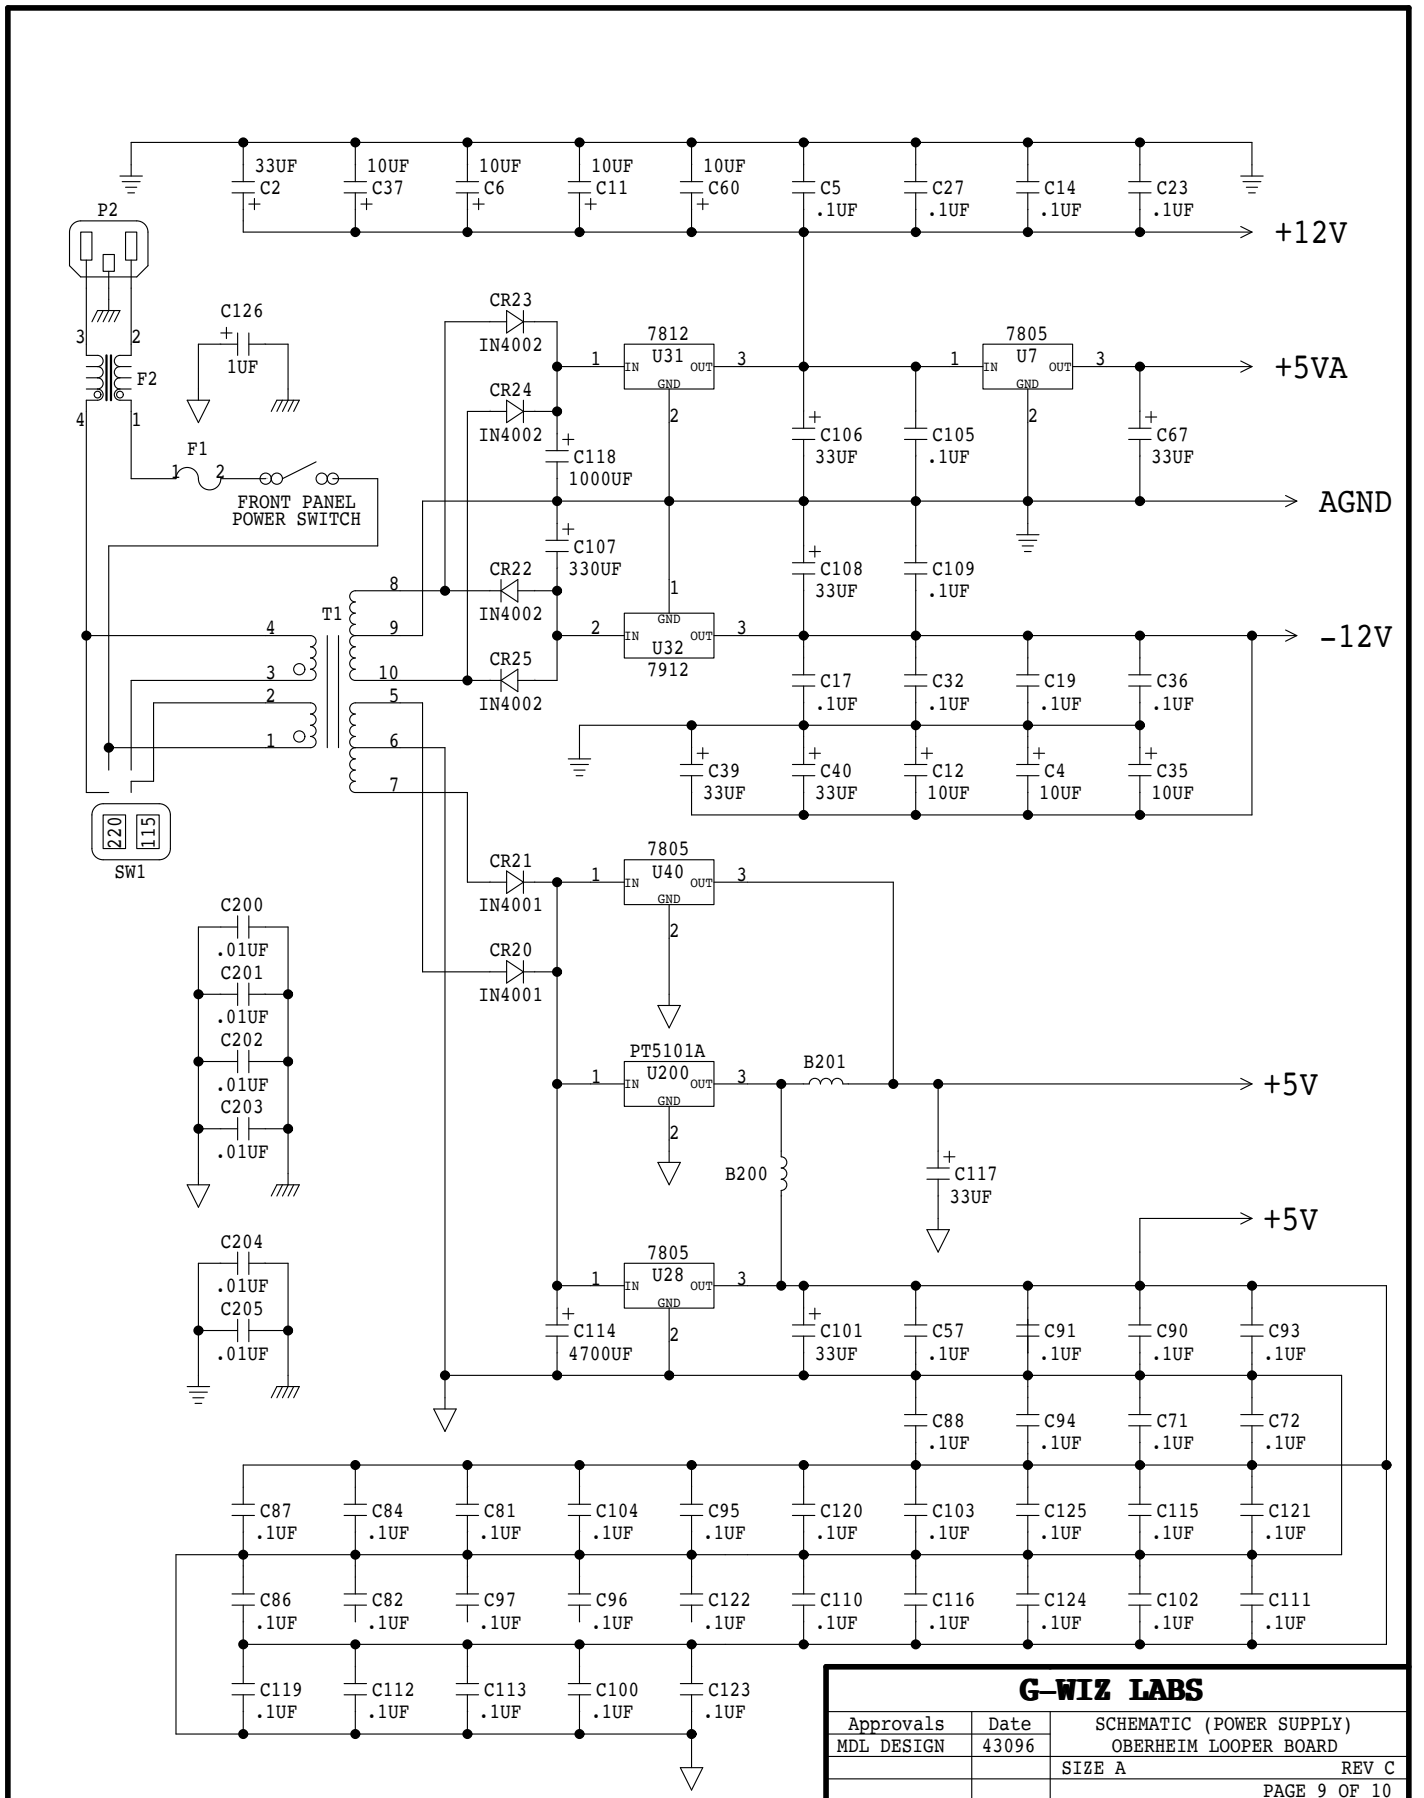 33UF 10UF 10UF 10UF 10UF
C2 C37 C6 C11 C60 C5 C27 C14 C23
+ + + + + .1UF .1UF .1UF .1UF
P2
+12V
C126
+
1UF
3 2
F2
4 1
F1
1 2
FRONT PANEL
POWER SWITCH
CR23
IN4002
CR24
IN4002
+
C118
1000UF
7812
1 IN U31 OUT 3
GND
2
7805
1 IN U7 OUT 3
GND
2
+5VA
+ +
C106 C105 C67
33UF .1UF 33UF
AGND
+
C107
330UF
CR22
IN4002
CR25
IN4002
+
C108 C109
33UF .1UF
1
GND
2 IN OUT 3
U32
7912
-12V
T1
8
4 9
3 10
2 5
1 6
7
C17 C32 C19 C36
.1UF .1UF .1UF .1UF
+ + + + +
C39 C40 C12 C4 C35
33UF 33UF 10UF 10UF 10UF
220 115
SW1
CR21
IN4001
CR20
IN4001
7805
1 IN U40 OUT 3
GND
2
C200
.01UF
C201
.01UF
C202
.01UF
C203
.01UF
PT5101A
1 IN U200 OUT 3
GND
2
B201
+5V
B200
+
C117
33UF
+5V
C204
.01UF
C205
.01UF
7805
1 IN U28 OUT 3
GND
2
+ +
C114 C101 C57 C91 C90 C93
4700UF 33UF .1UF .1UF .1UF .1UF
C88 C94 C71 C72
.1UF .1UF .1UF .1UF
C87 C84 C81 C104 C95 C120 C103 C125 C115 C121
.1UF .1UF .1UF .1UF .1UF .1UF .1UF .1UF .1UF .1UF
C86 C82 C97 C96 C122 C110 C116 C124 C102 C111
.1UF .1UF .1UF .1UF .1UF .1UF .1UF .1UF .1UF .1UF
C119 C112 C113 C100 C123
.1UF .1UF .1UF .1UF .1UF
G-WIZ LABS
Approvals Date SCHEMATIC (POWER SUPPLY)
MDL DESIGN 43096 OBERHEIM LOOPER BOARD
SIZE A REV C
PAGE 9 OF 10